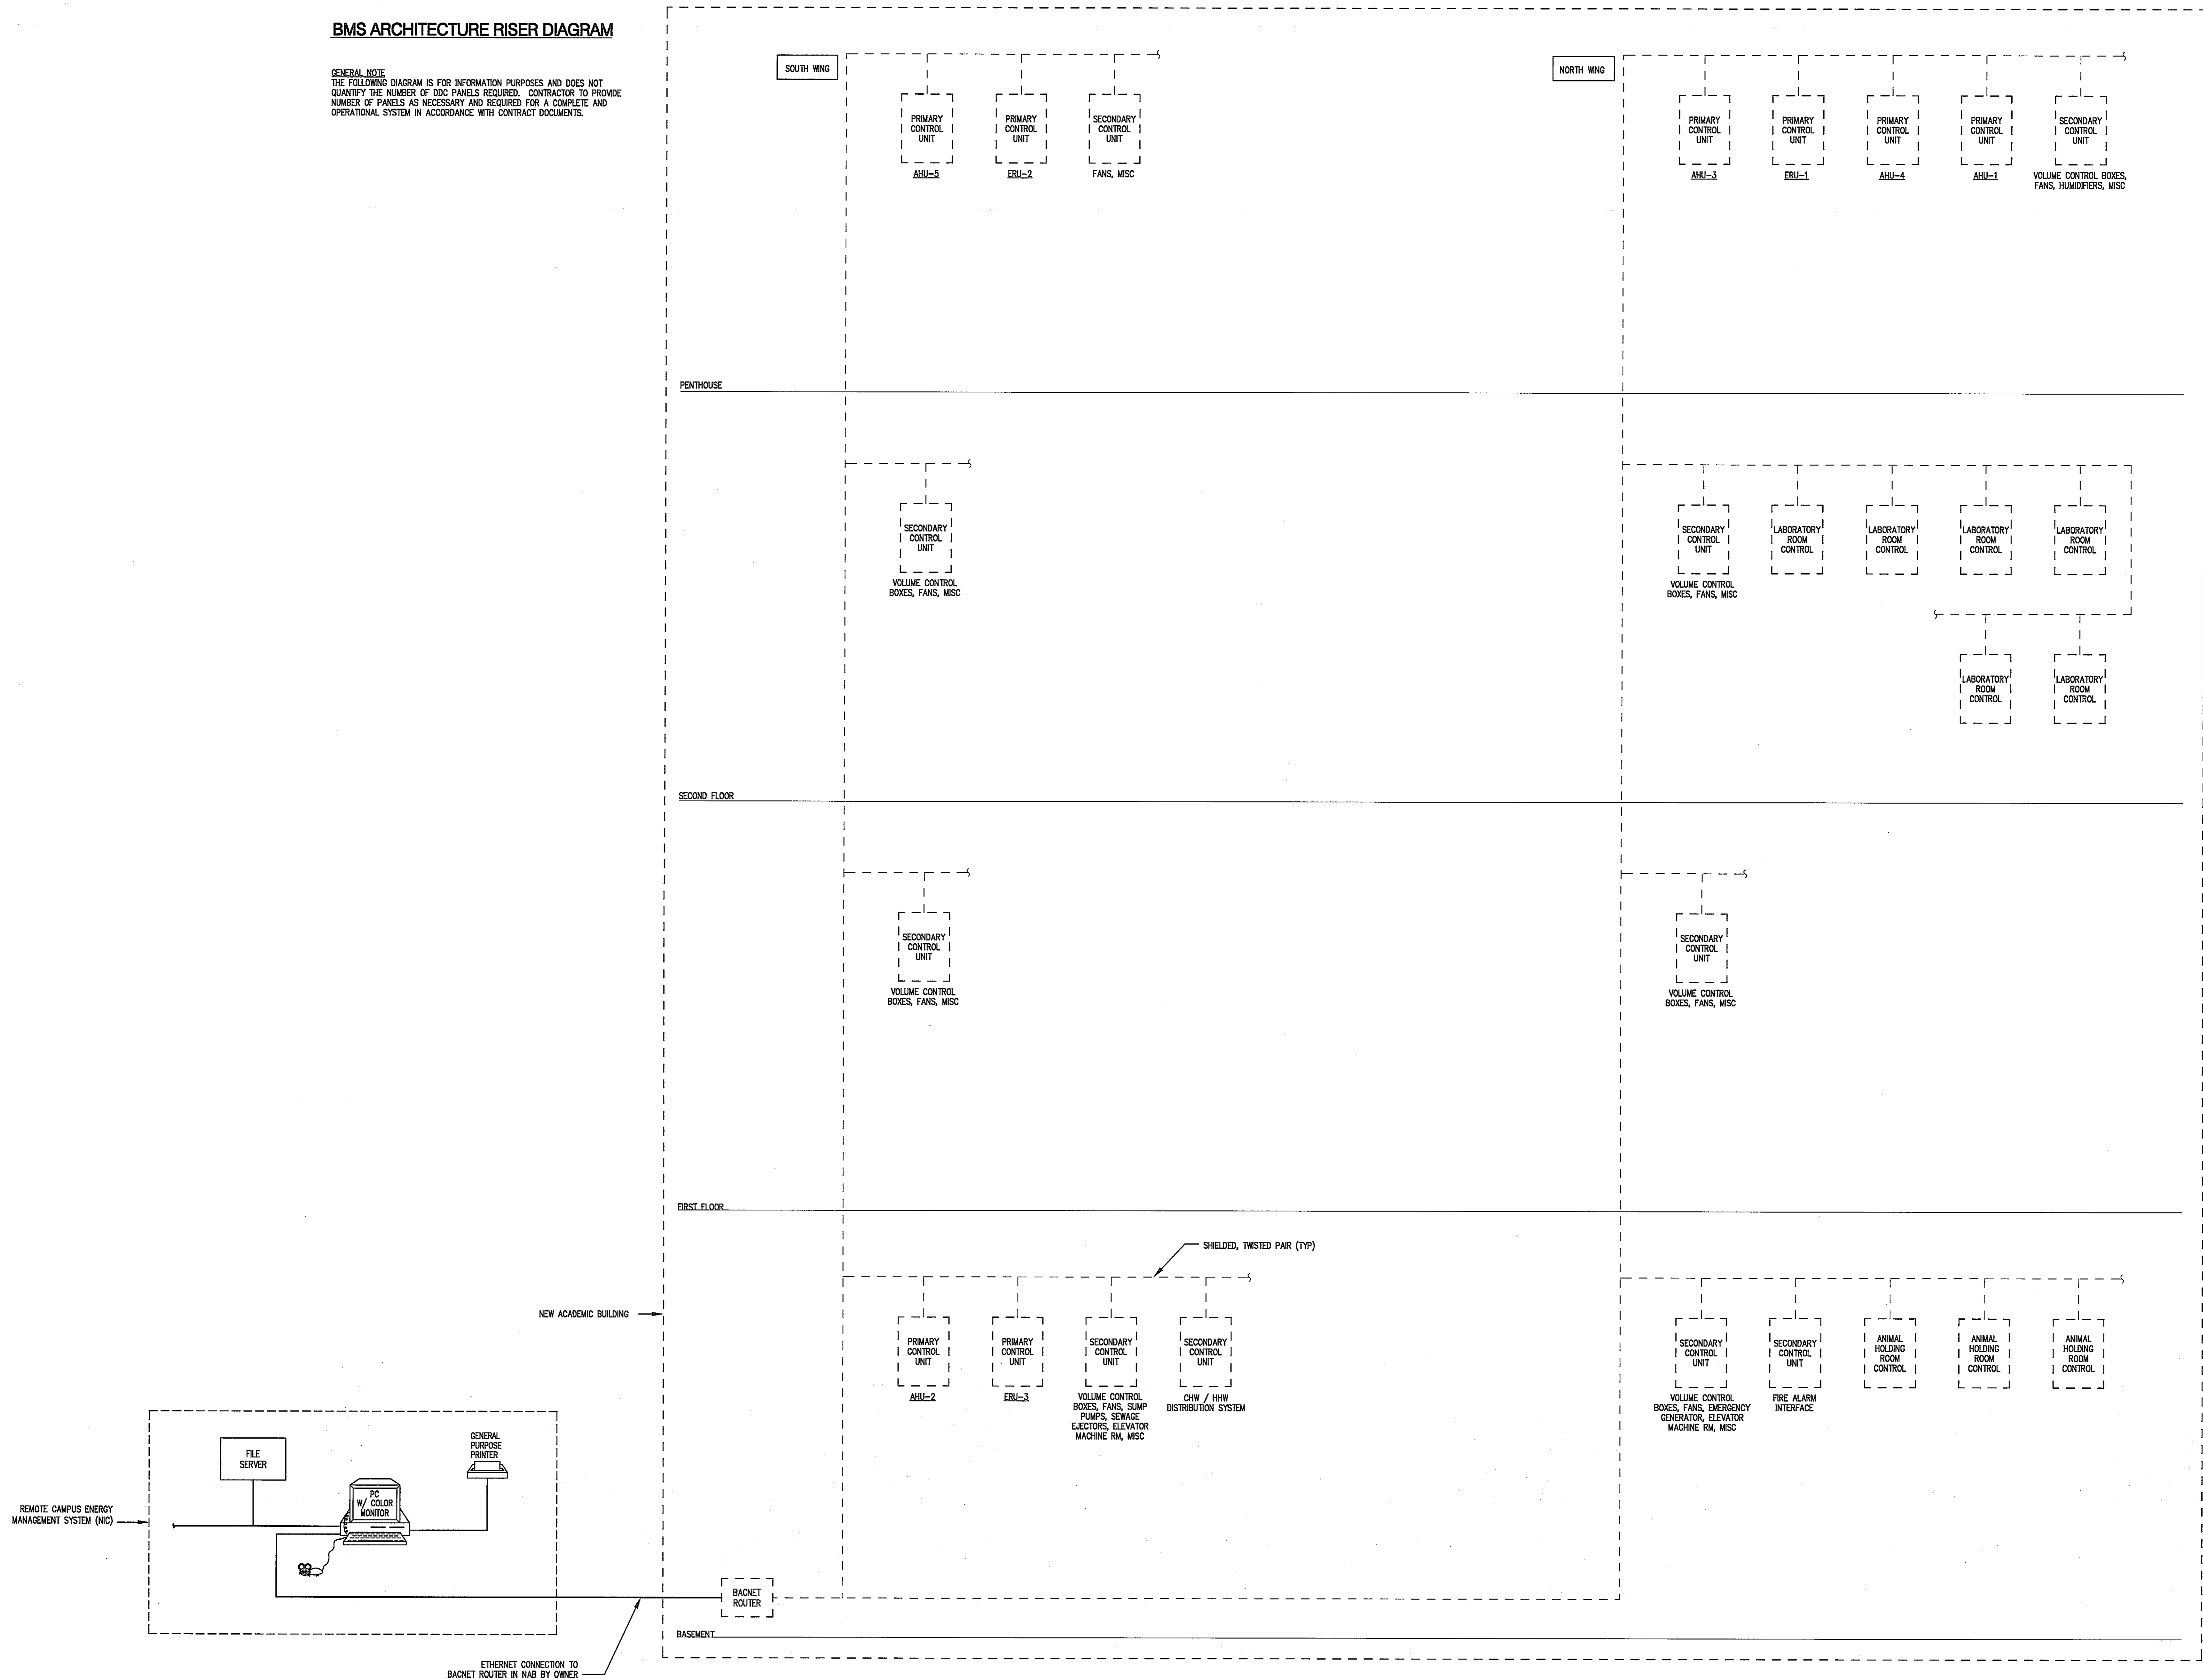 BMS ARCHITECTURE RISER DIAGRAM
GENERAL NOTE
THE FOLLOWING DIAGRAM IS FOR INFORMATION PURPOSES AND DOES NOT
QUANTIFY THE NUMBER OF DDC PANELS REQUIRED. CONTRACTOR TO PROVIDE
NUMBER OF PANELS AS NECESSARY AND REQUIRED FOR A COMPLETE AND
OPERATIONAL SYSTEM IN ACCORDANCE WITH CONTRACT DOCUMENTS.
SOUTH WING
PRIMARY
CONTROL
UNIT
AHU-5
PRIMARY
CONTROL
UNIT
ERU-2
SECONDARY
CONTROL
UNIT
FANS, MISC
NORTH WING
PRIMARY
CONTROL
UNIT
AHU-3
PRIMARY
CONTROL
UNIT
ERU-1
PRIMARY
CONTROL
UNIT
AHU-4
PRIMARY
CONTROL
UNIT
AHU-1
SECONDARY
CONTROL
UNIT
VOLUME CONTROL BOXES,
FANS, HUMIDIFIERS, MISC
PENTHOUSE
SECONDARY
CONTROL
UNIT
VOLUME CONTROL
BOXES, FANS, MISC
SECONDARY
CONTROL
UNIT
VOLUME CONTROL
BOXES, FANS, MISC
LABORATORY
ROOM
CONTROL
LABORATORY
ROOM
CONTROL
LABORATORY
ROOM
CONTROL
LABORATORY
ROOM
CONTROL
LABORATORY
ROOM
CONTROL
LABORATORY
ROOM
CONTROL
SECOND FLOOR
SECONDARY
CONTROL
UNIT
VOLUME CONTROL
BOXES, FANS, MISC
SECONDARY
CONTROL
UNIT
VOLUME CONTROL
BOXES, FANS, MISC
FIRST FLOOR
SHIELDED, TWISTED PAIR (TYP)
NEW ACADEMIC BUILDING
PRIMARY
CONTROL
UNIT
AHU-2
PRIMARY
CONTROL
UNIT
ERU-3
SECONDARY
CONTROL
UNIT
VOLUME CONTROL
BOXES, FANS, SUMP
PUMPS, SEWAGE
EJECTORS, ELEVATOR
MACHINE RM, MISC
SECONDARY
CONTROL
UNIT
CHW / HHW
DISTRIBUTION SYSTEM
SECONDARY
CONTROL
UNIT
VOLUME CONTROL
BOXES, FANS, EMERGENCY
GENERATOR, ELEVATOR
MACHINE RM, MISC
SECONDARY
CONTROL
UNIT
FIRE ALARM
INTERFACE
ANIMAL
HOLDING
ROOM
CONTROL
ANIMAL
HOLDING
ROOM
CONTROL
ANIMAL
HOLDING
ROOM
CONTROL
FILE
SERVER
GENERAL
PURPOSE
PRINTER
PC
W/ COLOR
MONITOR
REMOTE CAMPUS ENERGY
MANAGEMENT SYSTEM (NIC)
BACNET
ROUTER
BASEMENT
ETHERNET CONNECTION TO
BACNET ROUTER IN NAB BY OWNER